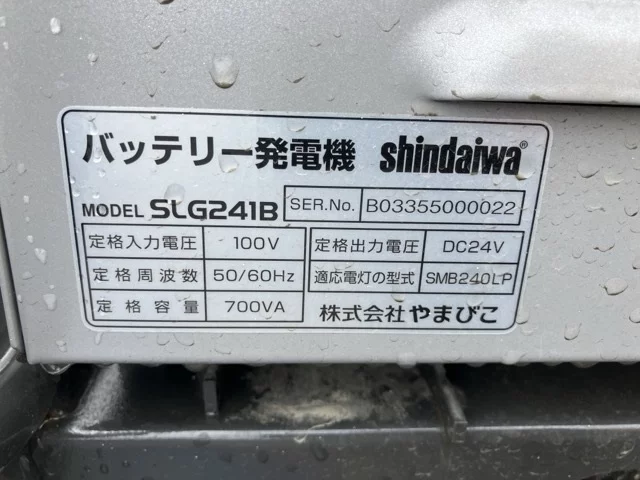 バッテリー発電機 shindaiwa®
MODEL SLG241B SER.No. B03355000022
定格入力電圧 100V 定格出力電圧 DC24V
定格周波数 50/60Hz 適応電灯の型式 SMB240LP
定格容量 700VA 株式会社やまびこ